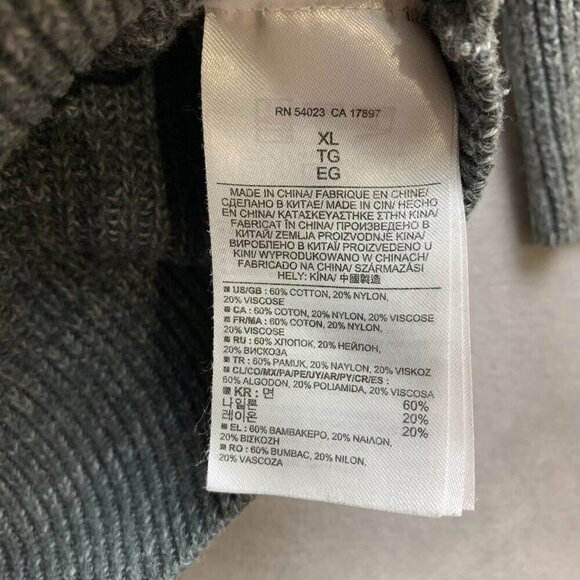 RN 54023 CA 17897
XL
TG
EG
MADE IN CHINA/ FABRIQUE EN CHINE/
СДЕЛАНО В КИТАЕ/ MADE IN CIN/ HECHO
EN CHINA/ ΚΑΤΑΣΚΕΥΑΣΤΗΚΕ ΣΤΗΝ ΚΙΝΑ/
FABRICAT ÎN CHINA/ ПРОИЗВЕДЕНО В
КИТАЙ/ ZEMLJA PROIZVODNJE KINA/
ВИРОБЛЕНО В КИТАЇ/ PROIZVEDENO U
KINI/ WYPRODUKOWANO W CHINACH/
FABRICADO NA CHINA/ SZÁRMAZÁSI
HELY: KÍNA/ 中國製造
US/GB : 60% COTTON, 20% NYLON,
20% VISCOSE
CA : 60% COTON, 20% NYLON, 20% VISCOSE
FR/MA : 60% COTON, 20% NYLON,
20% VISCOSE
RU : 60% ХЛОПОК, 20% НЕЙЛОН,
20% ВИСКОЗА
TR : 60% PAMUK, 20% NAYLON, 20% VISKOZ
CL/CO/MX/PA/PE/UY/AR/PY/CR/ES :
60% ALGODON, 20% POLIAMIDA, 20% VISCOSA
KR : 면 60%
나일론 20%
레이온 20%
EL : 60% ΒΑΜΒΑΚΕΡΟ, 20% ΝΑΙΛΟΝ,
20% ΒΙΣΚΟΖΗ
RO : 60% BUMBAC, 20% NILON,
20% VASCOZA